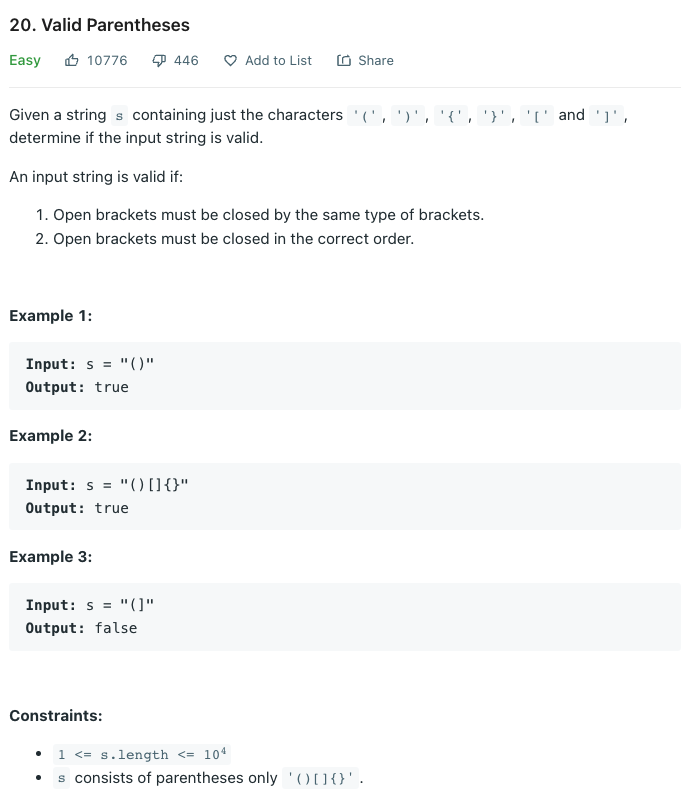 20. Valid Parentheses
Easy 10776 446 Add to List Share
Given a string s containing just the characters '(', ')', '{', '}', '[' and ']',
determine if the input string is valid.
An input string is valid if:
1. Open brackets must be closed by the same type of brackets.
2. Open brackets must be closed in the correct order.
Example 1:
Input: s = "()"
Output: true
Example 2:
Input: s = "()[]{}"
Output: true
Example 3:
Input: s = "(]"
Output: false
Constraints:
• 1 <= s.length <= 10⁴
• s consists of parentheses only '()[]{}'.